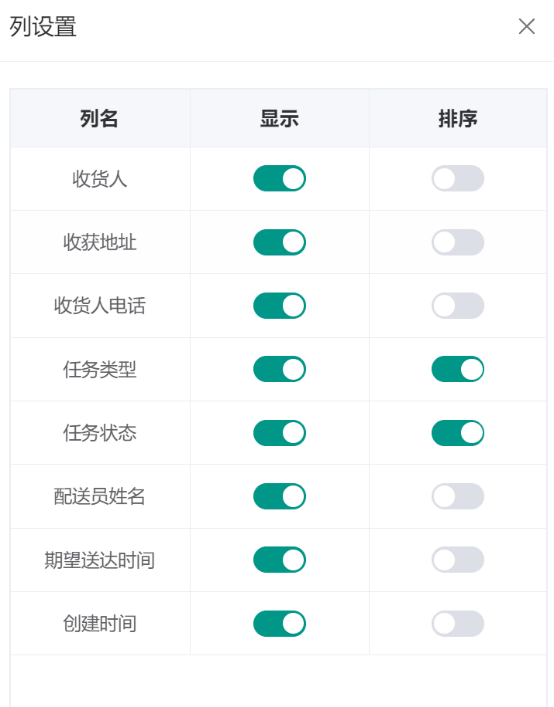 列设置
列名 显示 排序
收货人
收获地址
收货人电话
任务类型
任务状态
配送员姓名
期望送达时间
创建时间